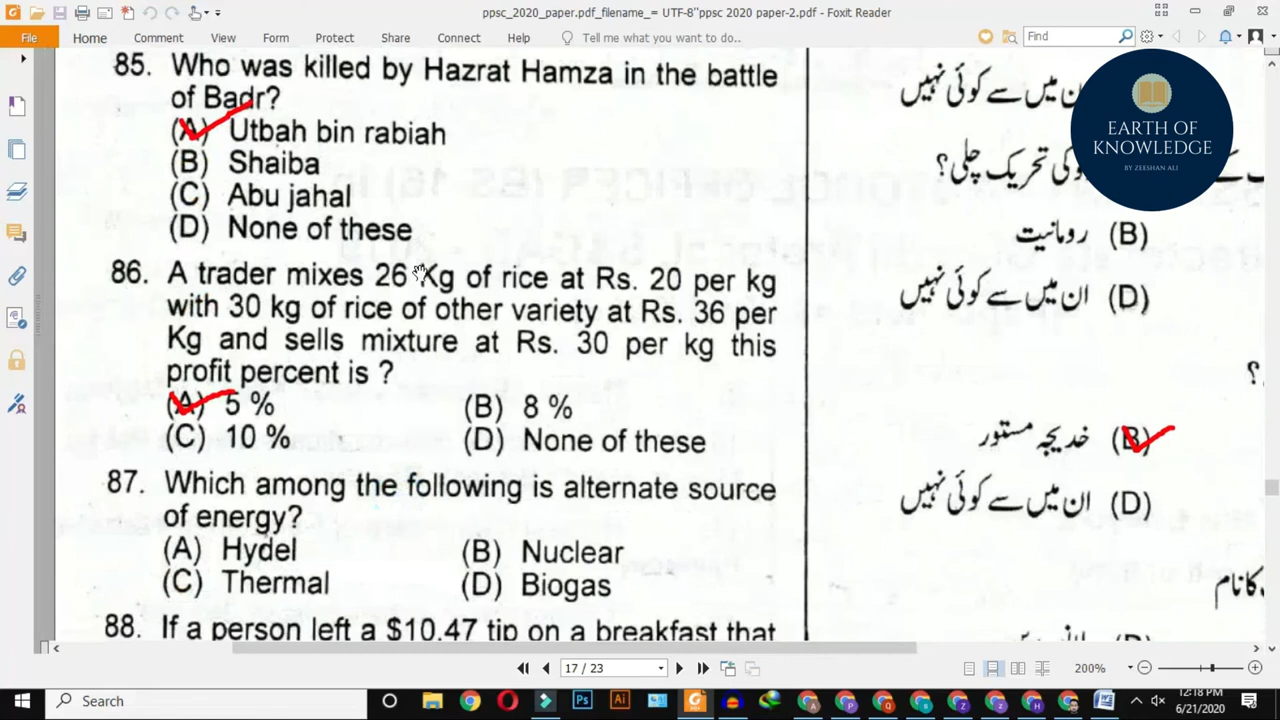 ppsc_2020_paper.pdf_filename_= UTF-8''ppsc 2020 paper-2.pdf - Foxit Reader
File Home Comment View Form Protect Share Connect Help Tell me what you want to do.. Find
85. Who was killed by Hazrat Hamza in the battle
of Badr?
(A) Utbah bin rabiah
(B) Shaiba
(C) Abu jahal
(D) None of these
86. A trader mixes 26 Kg of rice at Rs. 20 per kg
with 30 kg of rice of other variety at Rs. 36 per
Kg and sells mixture at Rs. 30 per kg this
profit percent is ?
(A) 5 % (B) 8 %
(C) 10 % (D) None of these
87. Which among the following is alternate source
of energy?
(A) Hydel (B) Nuclear
(C) Thermal (D) Biogas
88. If a person left a $10.47 tip on a breakfast that
ان میں سے کوئی نہیں
کی تحریک چلی؟
(B) رومانیت
(D) ان میں سے کوئی نہیں
؟
(B) خدیجہ مستور
(D) ان میں سے کوئی نہیں
کا نام
EARTH OF
KNOWLEDGE
BY ZEESHAN ALI
17 / 23
200%
Search
12:18 PM
6/21/2020